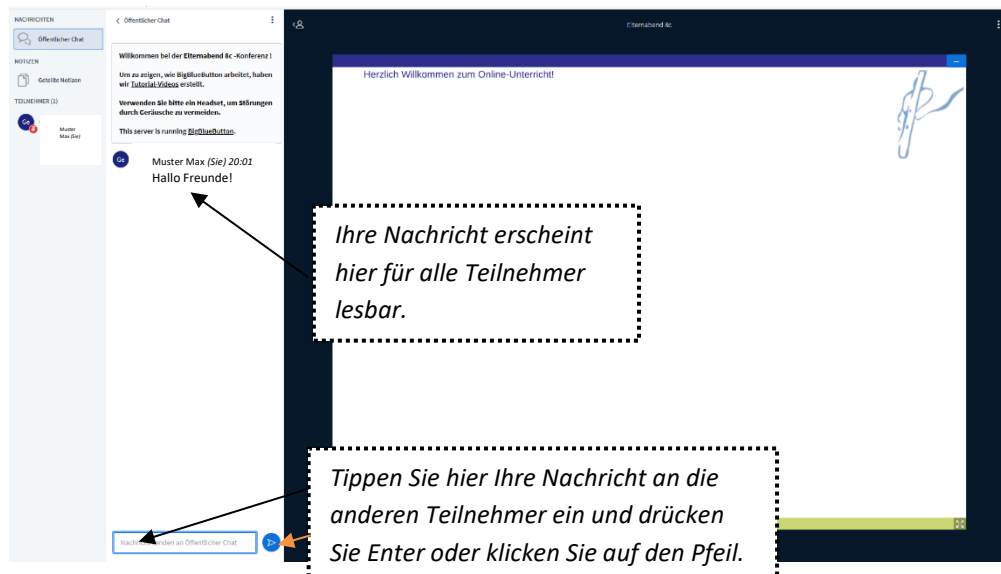 NACHRICHTEN
Öffentlicher Chat
NOTIZEN
Geteilte Notizen
TEILNEHMER (1)
Ge
Muster
Max (Sie)
Öffentlicher Chat
Willkommen bei der Elternabend 8c -Konferenz !
Um zu zeigen, wie BigBlueButton arbeitet, haben
wir Tutorial-Videos erstellt.
Verwenden Sie bitte ein Headset, um Störungen
durch Geräusche zu vermeiden.
This server is running BigBlueButton.
Ge
Muster Max (Sie) 20:01
Hallo Freunde!
Elternabend 8c
Herzlich Willkommen zum Online-Unterricht!
Ihre Nachricht erscheint
hier für alle Teilnehmer
lesbar.
Tippen Sie hier Ihre Nachricht an die
anderen Teilnehmer ein und drücken
Sie Enter oder klicken Sie auf den Pfeil.
an Öffentlicher Chat